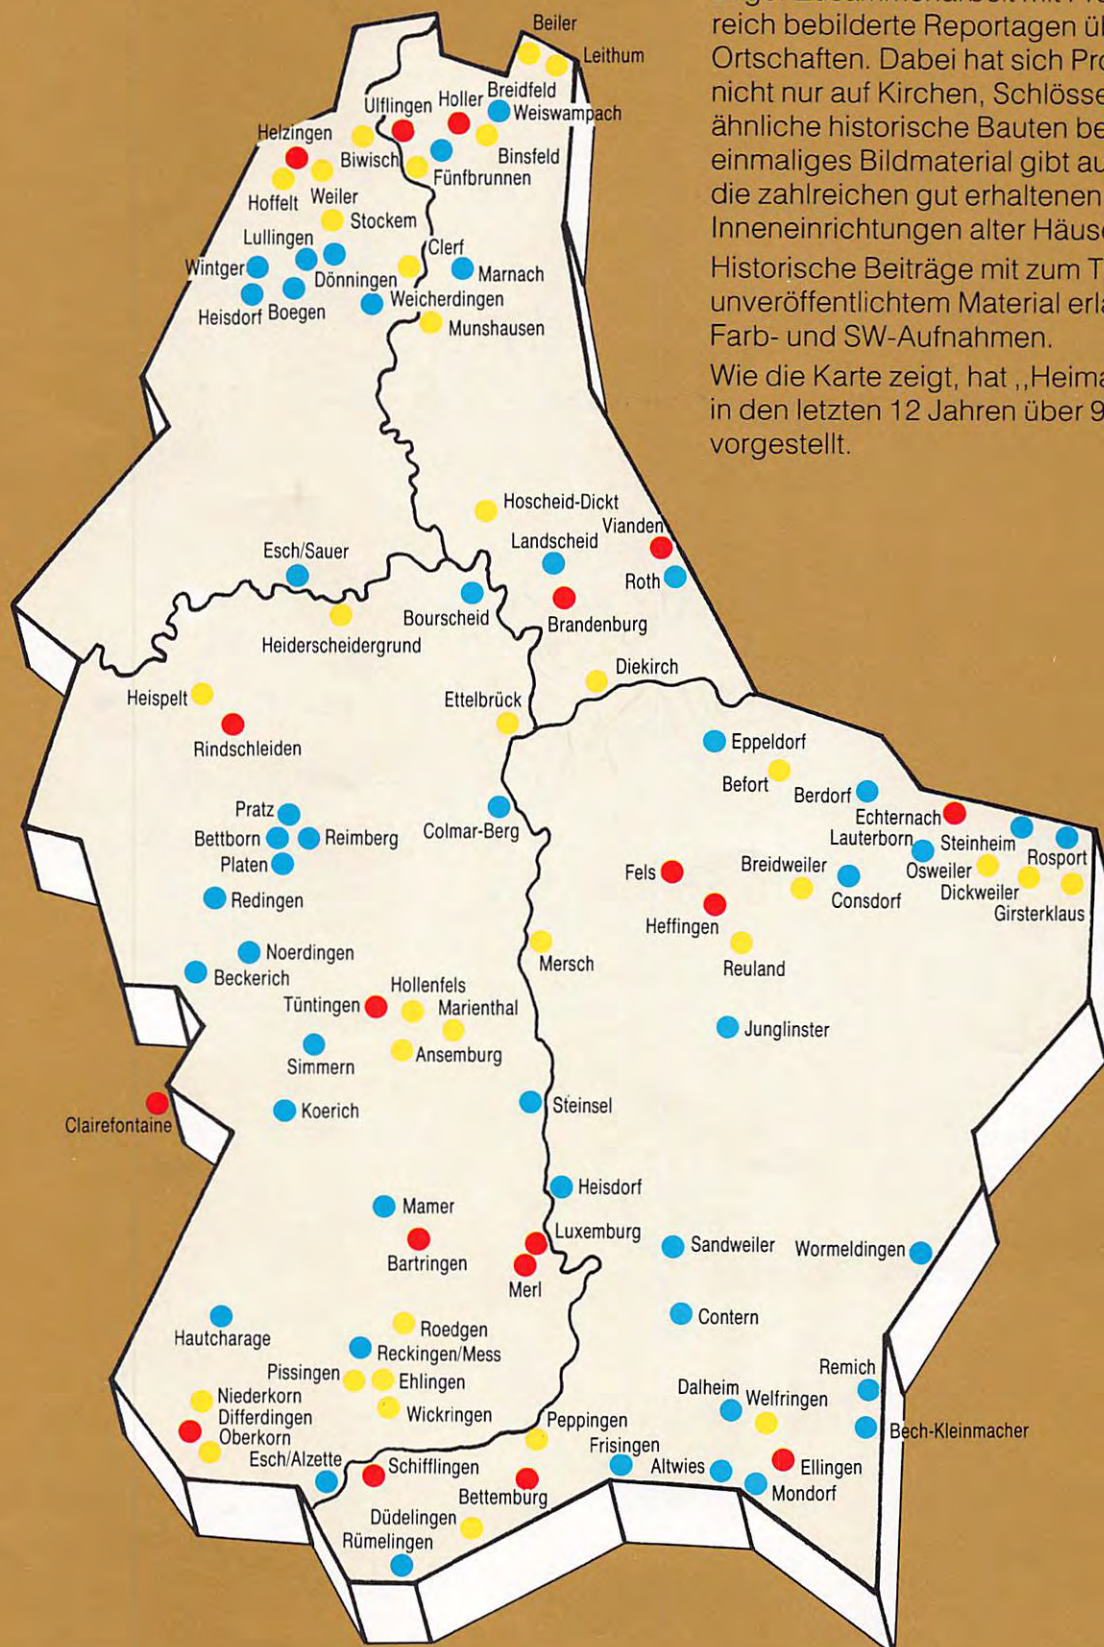 reich bebilderte Reportagen
Ortschaften. Dabei hat sich
nicht nur auf Kirchen,
ähnliche historische Bauten
einmaliges Bildmaterial gibt
die zahlreichen gut erhaltenen
Inneneinrichtungen alter
Historische Beiträge mit zum
unveröffentlichtem Material
Farb- und SW-Aufnahmen.
Wie die Karte zeigt, hat
in den letzten 12 Jahren über
vorgestellt.
Beiler
Leithum
Breidfeld
Ulflingen
Holler
Weiswampach
Helzingen
Biwisch
Binsfeld
Fünfbrunnen
Hoffelt
Weiler
Stockem
Lullingen
Clerf
Wintger
Dönningen
Marnach
Heisdorf
Boegen
Weicherdingen
Munshausen
Hoscheid-Dickt
Vianden
Landscheid
Esch/Sauer
Roth
Bourscheid
Brandenburg
Heiderscheidergrund
Diekirch
Heispelt
Ettelbrück
Rindschleiden
Eppeldorf
Befort
Berdorf
Pratz
Echternach
Colmar-Berg
Bettborn
Reimberg
Lauterborn
Steinheim
Rosport
Platen
Fels
Breidweiler
Osweiler
Dickweiler
Redingen
Consdorf
Girsterklaus
Heffingen
Noerdingen
Mersch
Reuland
Beckerich
Hollenfels
Tüntingen
Marienthal
Junglinster
Simmern
Ansemburg
Clairefontaine
Koerich
Steinsel
Heisdorf
Mamer
Luxemburg
Sandweiler
Wormeldingen
Bartringen
Merl
Contern
Hautcharage
Roedgen
Reckingen/Mess
Pissingen
Ehlingen
Remich
Niederkorn
Wickringen
Dalheim
Welfringen
Differdingen
Peppingen
Bech-Kleinmacher
Oberkorn
Esch/Alzette
Frisingen
Schifflingen
Altwies
Ellingen
Bettemburg
Mondorf
Düdelingen
Rümelingen